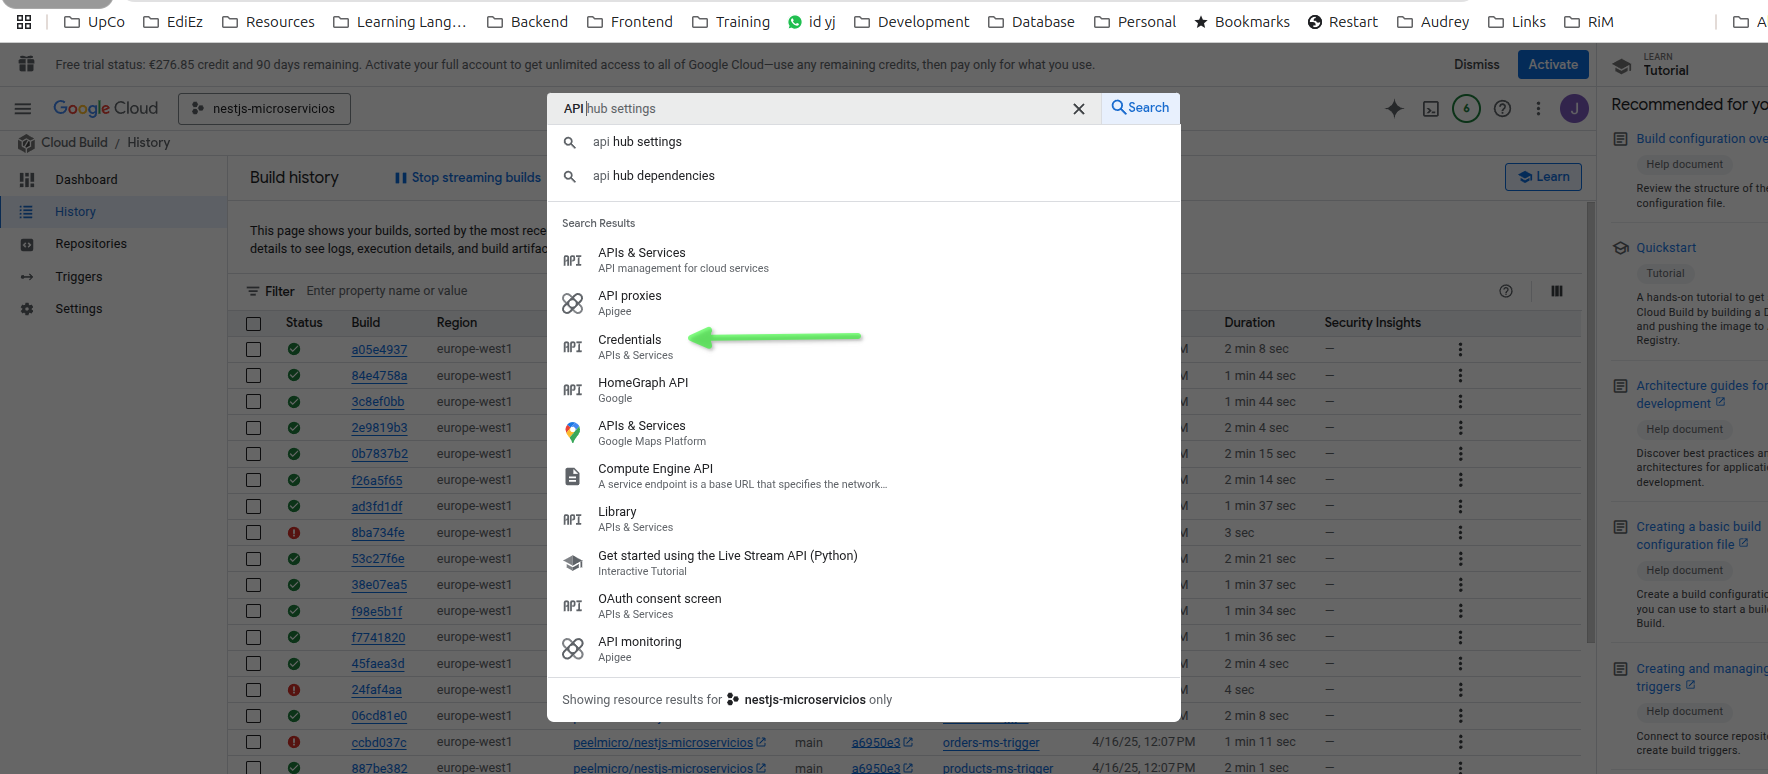 UpCo EdiEz Resources Learning Lang... Backend Frontend Training id yj Development Database Personal Bookmarks Restart Audrey Links RiM
Free trial status: €276.85 credit and 90 days remaining. Activate your full account to get unlimited access to all of Google Cloud—use any remaining credits, then pay only for what you use.
Dismiss Activate
LEARN
Tutorial
Google Cloud nestjs-microservicios
API hub settings Search
6 J
Cloud Build / History
Dashboard
History
Repositories
Triggers
Settings
Build history Stop streaming builds Learn
This page shows your builds, sorted by the most
details to see logs, execution details, and build
Filter Enter property name or value
Status Build Region Duration Security Insights
a05e4937 europe-west1 2 min 8 sec —
84e4758a europe-west1 1 min 44 sec —
3c8ef0bb europe-west1 1 min 44 sec —
2e9819b3 europe-west1 2 min 4 sec —
0b7837b2 europe-west1 2 min 15 sec —
f26a5f65 europe-west1 2 min 14 sec —
ad3fd1df europe-west1 1 min 37 sec —
8ba734fe europe-west1 3 sec —
53c27f6e europe-west1 2 min 21 sec —
38e07ea5 europe-west1 1 min 37 sec —
f98e5b1f europe-west1 1 min 34 sec —
f7741820 europe-west1 1 min 36 sec —
45faea3d europe-west1 2 min 4 sec —
24faf4aa europe-west1 4 sec —
06cd81e0 europe-west1 2 min 8 sec —
ccbd037c europe-west1 peelmicro/nestjs-microservicios main a6950e3 orders-ms-trigger 4/16/25, 12:07 PM 1 min 11 sec —
887be382 europe-west1 peelmicro/nestjs-microservicios main a6950e3 products-ms-trigger 4/16/25, 12:07 PM 2 min 1 sec —
api hub settings
api hub dependencies
Search Results
APIs & Services
API management for cloud services
API proxies
Apigee
Credentials
APIs & Services
HomeGraph API
Google
APIs & Services
Google Maps Platform
Compute Engine API
A service endpoint is a base URL that specifies the network...
Library
APIs & Services
Get started using the Live Stream API (Python)
Interactive Tutorial
OAuth consent screen
APIs & Services
API monitoring
Apigee
Showing resource results for nestjs-microservicios only
Recommended for
Build configuration
Help document
Review the structure of
configuration file.
Quickstart
Tutorial
A hands-on tutorial to get
Cloud Build by building a
and pushing the image to
Registry.
Architecture guides for
development
Help document
Discover best practices
architectures for
development.
Creating a basic build
configuration file
Help document
Create a build
you can use to start a
Build.
Creating and managing
triggers
Help document
Connect to source
create build triggers.